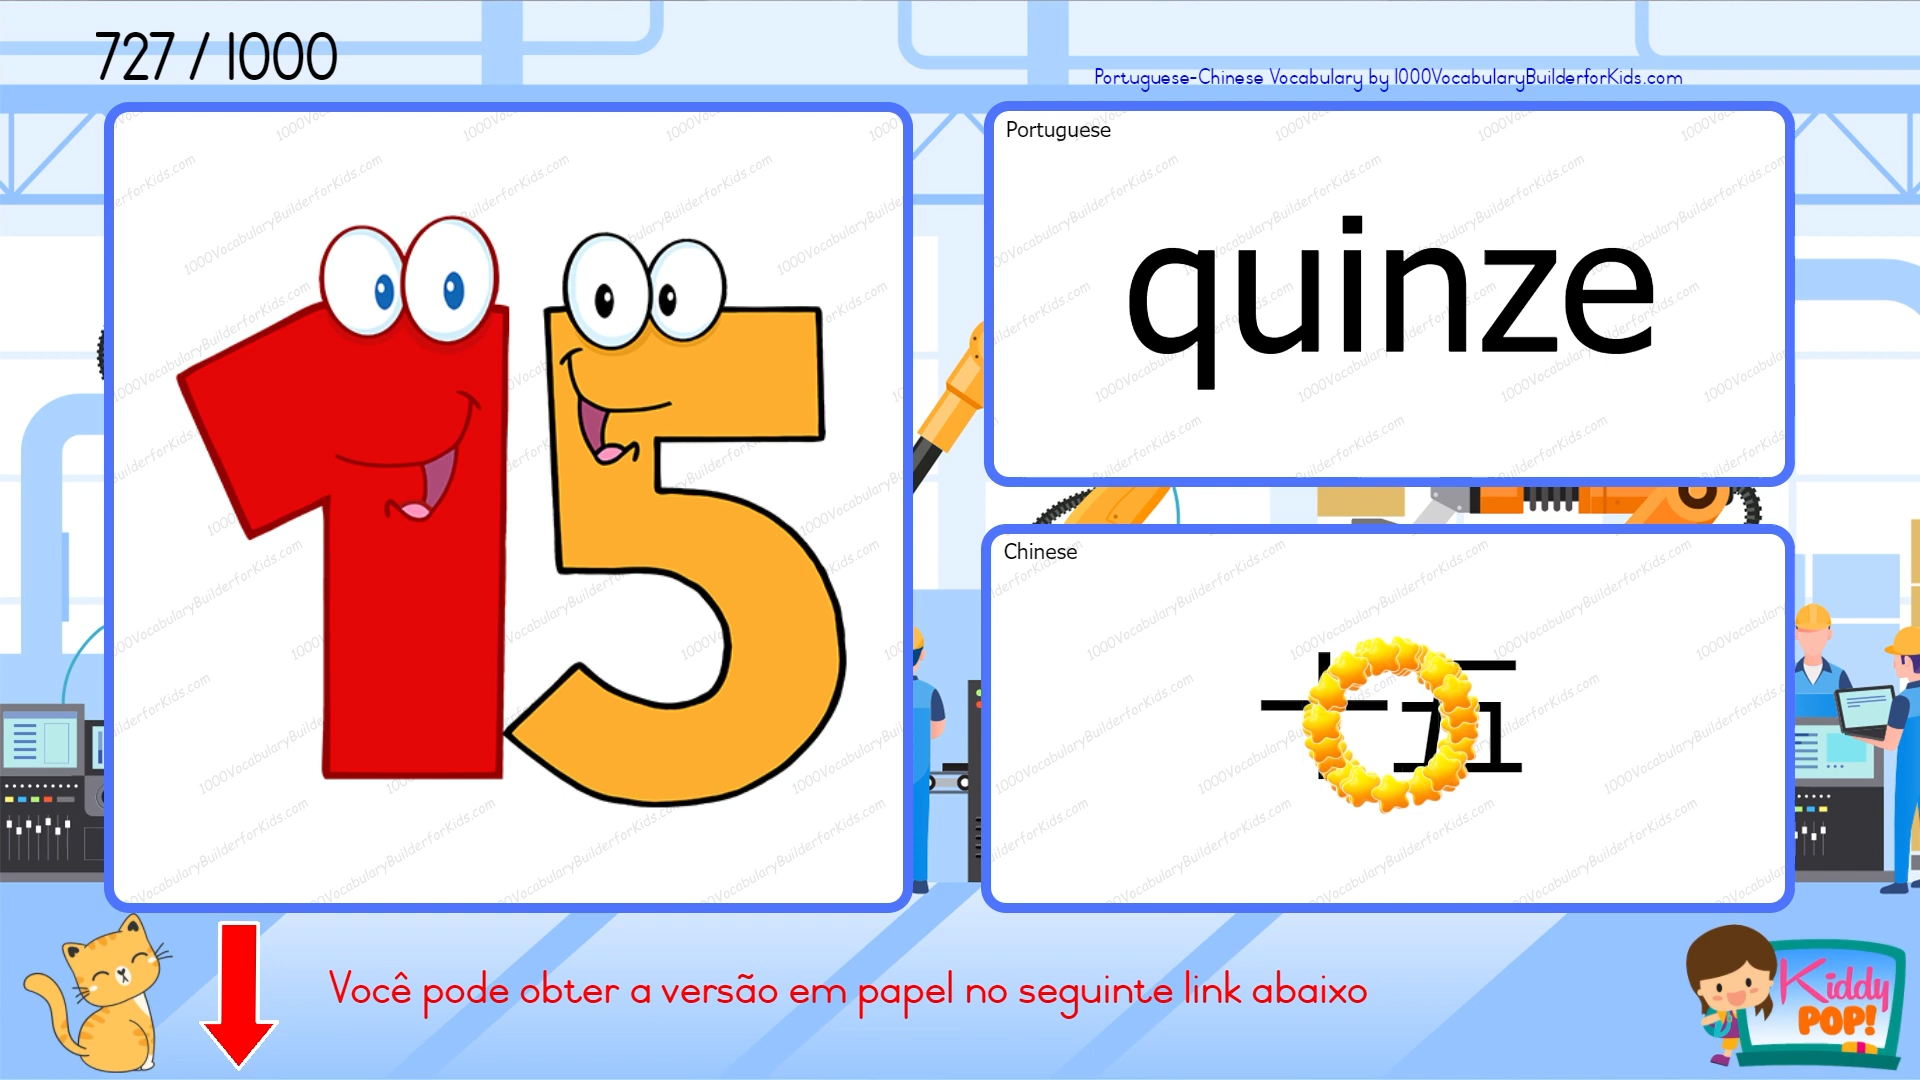 727 / 1000
Portuguese-Chinese Vocabulary by 1000VocabularyBuilderforKids.com
15
Portuguese
quinze
Chinese
十五
Você pode obter a versão em papel no seguinte link abaixo
Kiddy
POP!